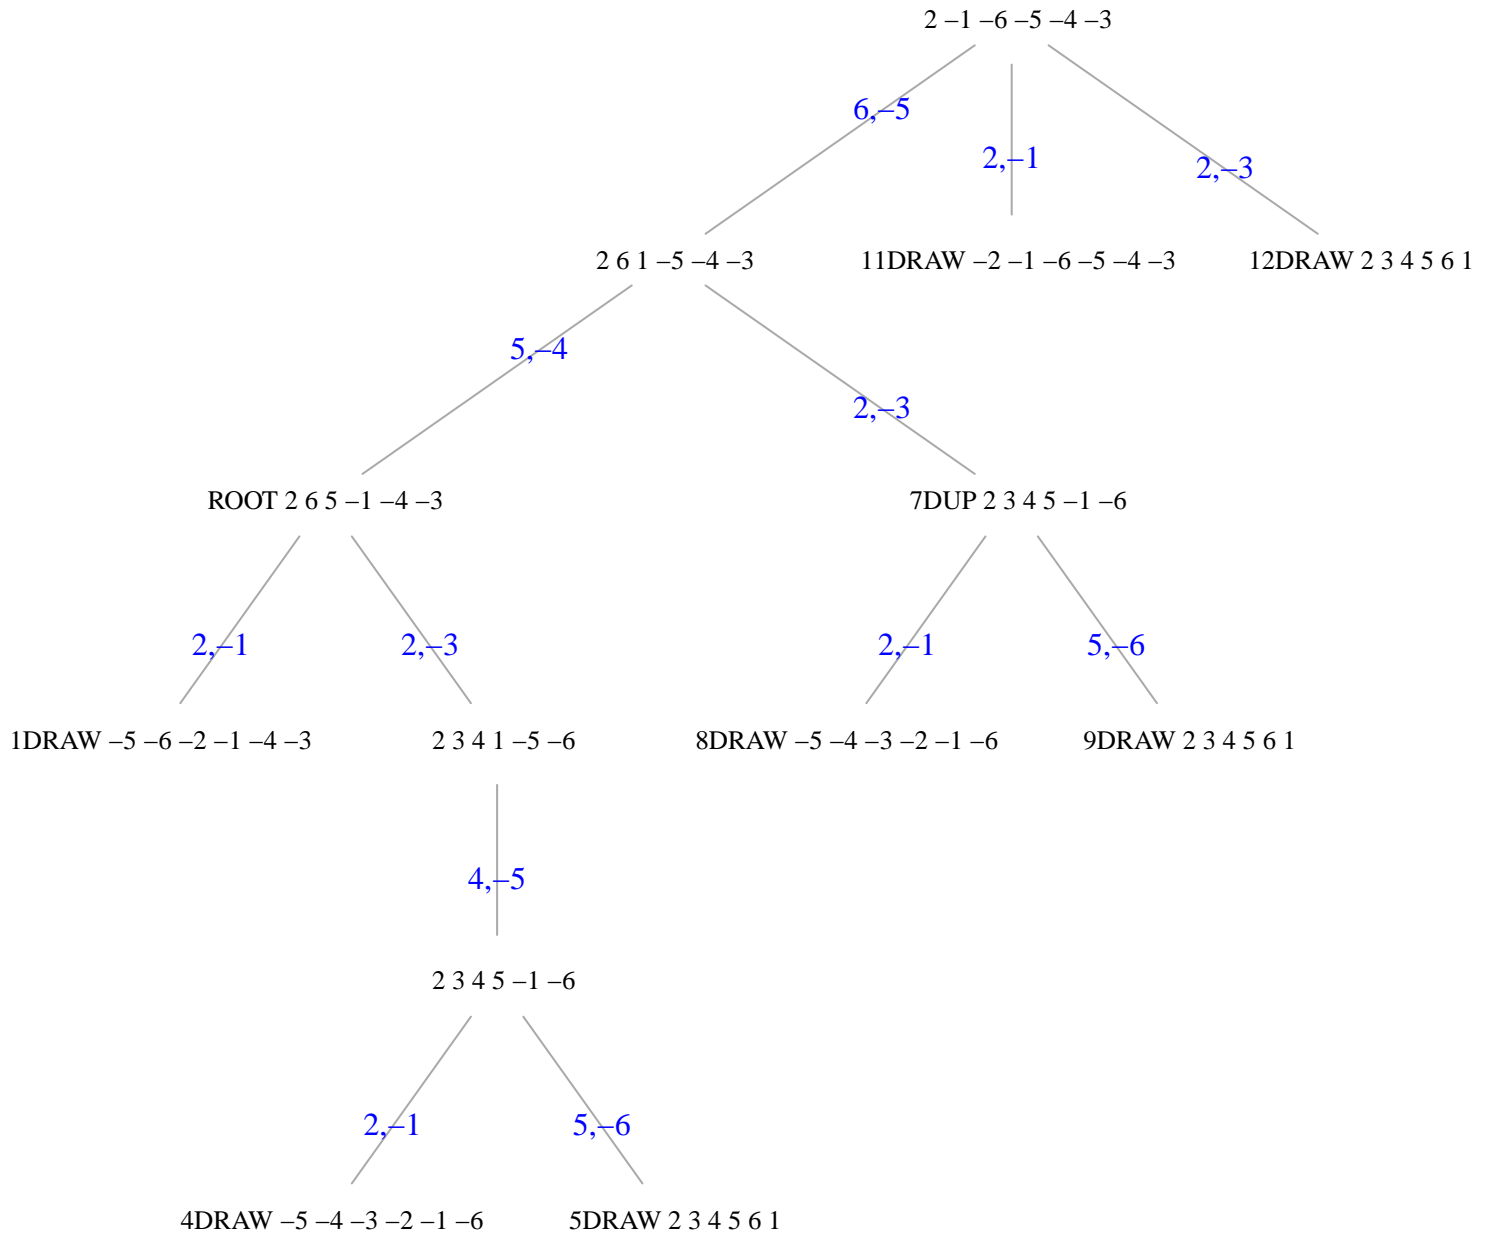 2 –1 –6 –5 –4 –3
6,–5
2,–1
2,–3
2 6 1 –5 –4 –3
11DRAW –2 –1 –6 –5 –4 –3
12DRAW 2 3 4 5 6 1
5,–4
2,–3
ROOT 2 6 5 –1 –4 –3
7DUP 2 3 4 5 –1 –6
2,–1
2,–3
2,–1
5,–6
1DRAW –5 –6 –2 –1 –4 –3
2 3 4 1 –5 –6
8DRAW –5 –4 –3 –2 –1 –6
9DRAW 2 3 4 5 6 1
4,–5
2 3 4 5 –1 –6
2,–1
5,–6
4DRAW –5 –4 –3 –2 –1 –6
5DRAW 2 3 4 5 6 1